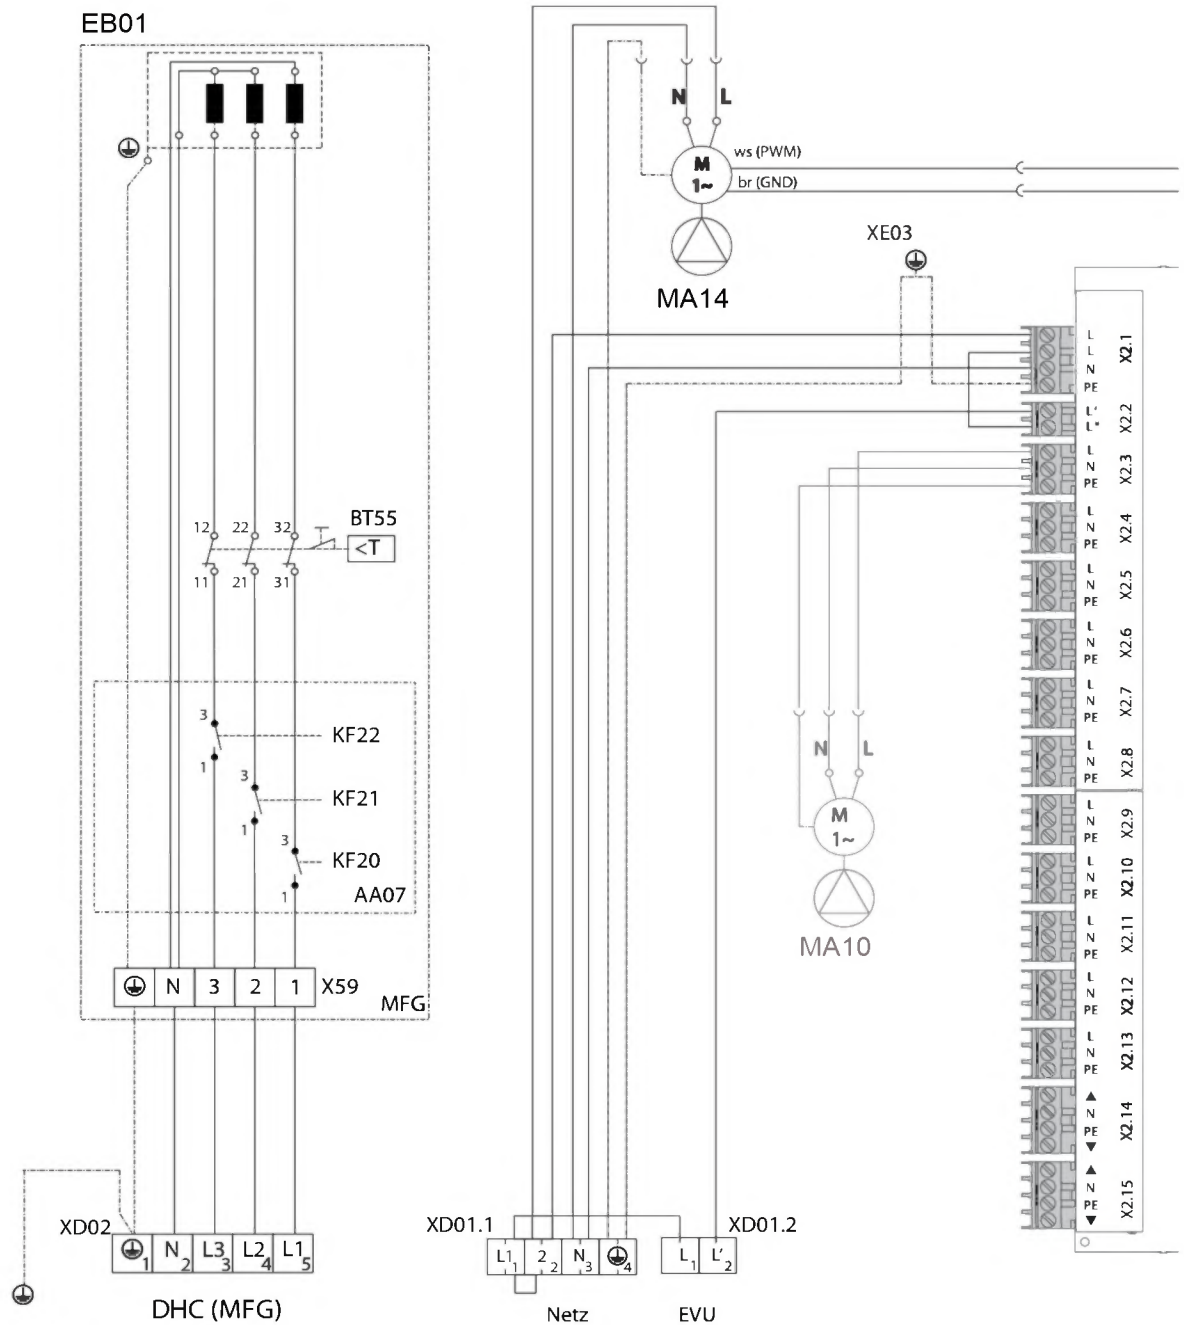 EB01
N L
M
1~
ws (PWM)
br (GND)
MA14
XE03
L
L
N
PE
X2.1
L'
L"
X2.2
L
N
PE
X2.3
L
N
PE
X2.4
L
N
PE
X2.5
L
N
PE
X2.6
L
N
PE
X2.7
L
N
PE
X2.8
L
N
PE
X2.9
L
N
PE
X2.10
L
N
PE
X2.11
L
N
PE
X2.12
L
N
PE
X2.13
▲
N
PE
▼
X2.14
▲
N
PE
▼
X2.15
12 22 32 BT55
<T
11 21 31
3 KF22
1
3 KF21
1
3 KF20
1 AA07
N 3 2 1 X59
MFG
N L
M
1~
MA10
XD02
1 N 2 L3 3 L2 4 L1 5
DHC (MFG)
XD01.1
L1 1 2 2 N 3 4
Netz
XD01.2
L 1 L' 2
EVU